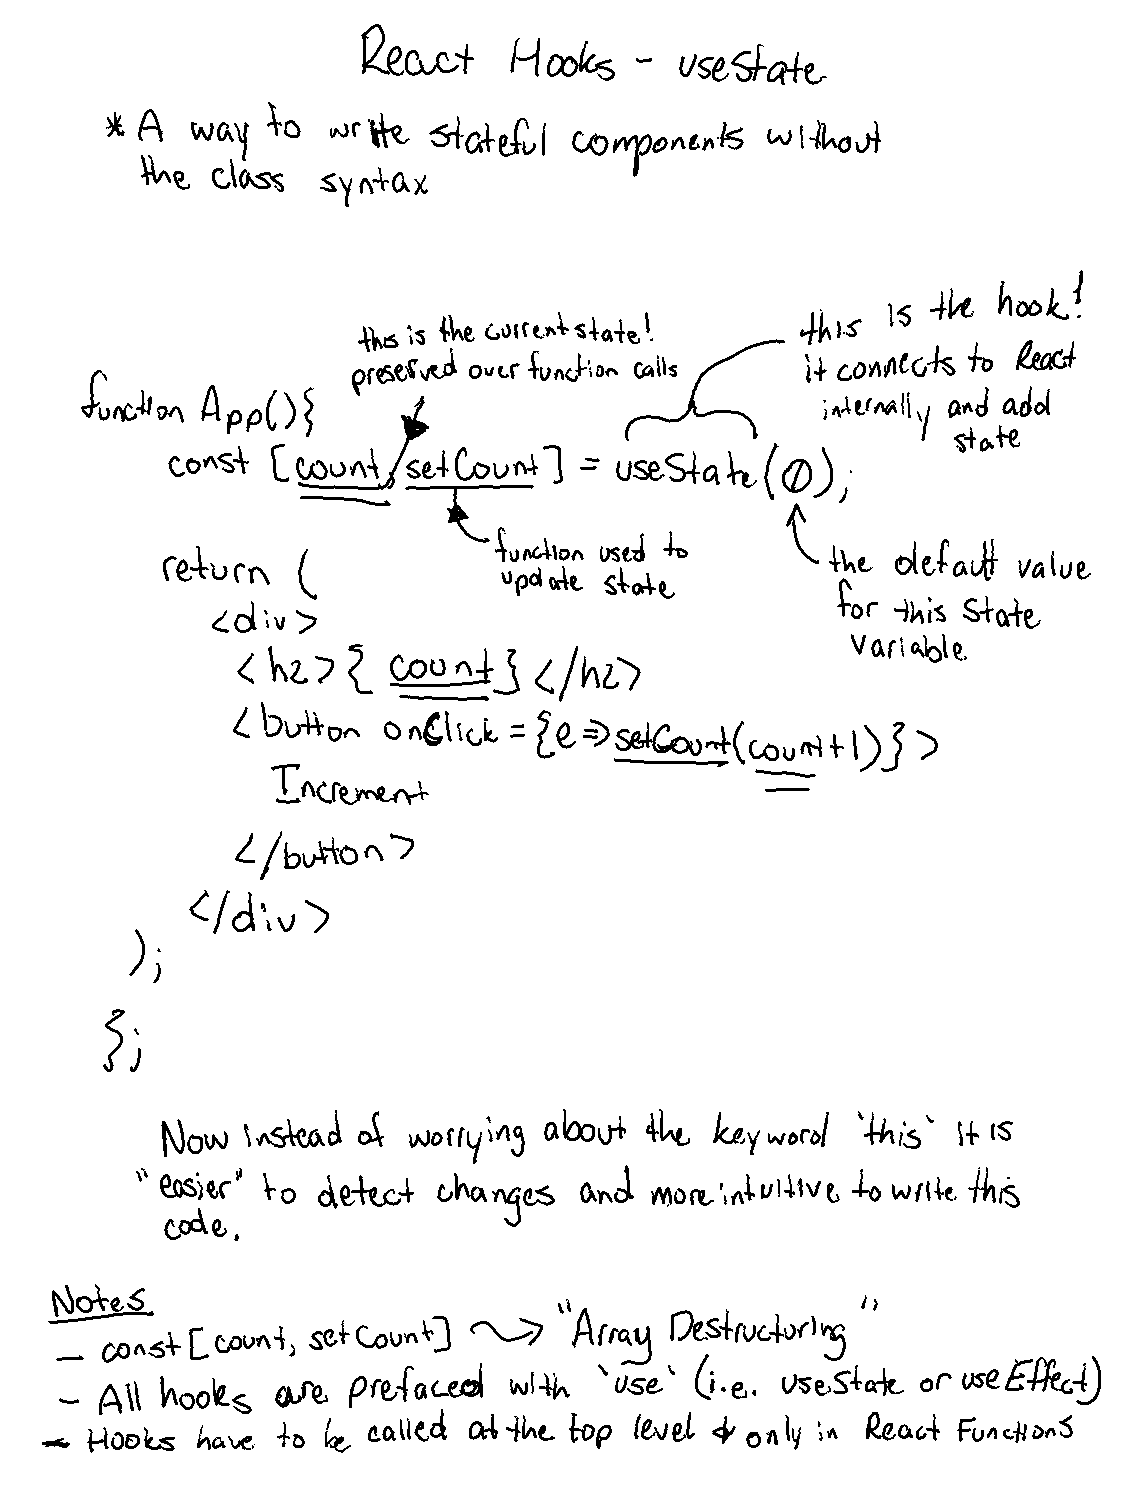 React Hooks - useState
* A way to write stateful components without
the class syntax
this is the current state!
preserved over function calls
this is the hook!
it connects to React
internally and add
state
function App(){
const [count, setCount] = useState(0);
function used to
update state
the default value
for this state
variable.
return (
<div>
<h2>{ count } </h2>
<button onClick = {e => setCount(count+1)}>
Increment
</button>
</div>
);
};
Now instead of worrying about the keyword `this` it is
"easier" to detect changes and more intuitive to write this
code.
Notes
- const [count, setCount] ~> "Array Destructuring"
- All hooks are prefaced with `use` (i.e. useState or useEffect)
- Hooks have to be called at the top level & only in React Functions